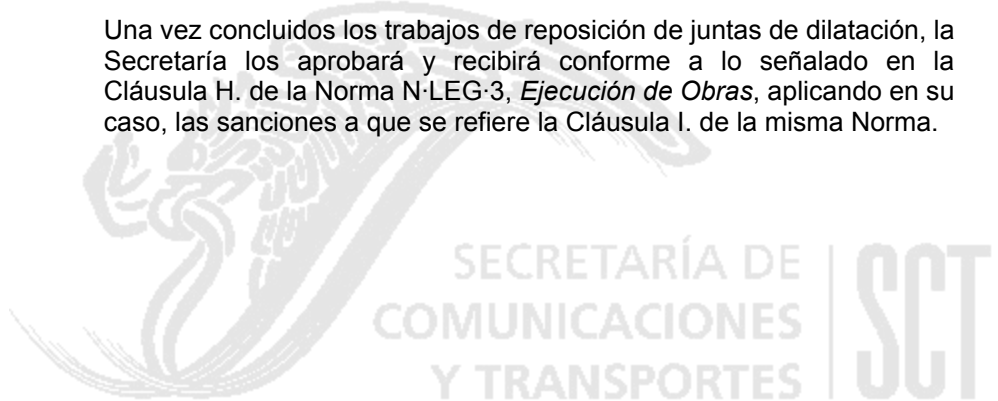 Una vez concluidos los trabajos de reposición de juntas de dilatación, la
Secretaría los aprobará y recibirá conforme a lo señalado en la
Cláusula H. de la Norma N·LEG·3, Ejecución de Obras, aplicando en su
caso, las sanciones a que se refiere la Cláusula I. de la misma Norma.
SECRETARÍA DE
COMUNICACIONES
Y TRANSPORTES
SCT